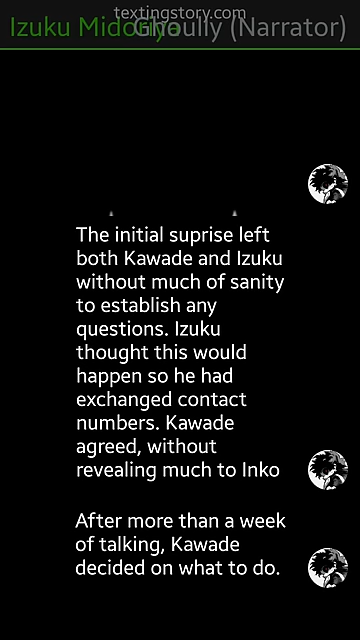 textingstory.com
Izuku Midoriya Ghoully (Narrator)
The initial suprise left
both Kawade and Izuku
without much of sanity
to establish any
questions. Izuku
thought this would
happen so he had
exchanged contact
numbers. Kawade
agreed, without
revealing much to Inko
After more than a week
of talking, Kawade
decided on what to do.